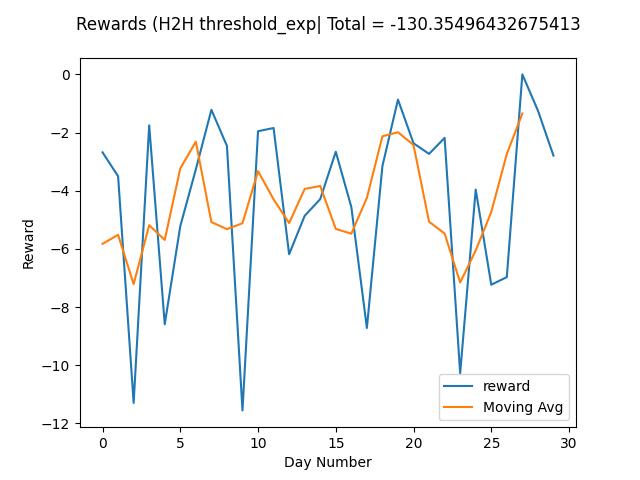 Rewards (H2H threshold_exp| Total = -130.35496432675413
0
−2
−4
−6
−8
−10
−12
Reward
0 5 10 15 20 25 30
Day Number
reward
Moving Avg